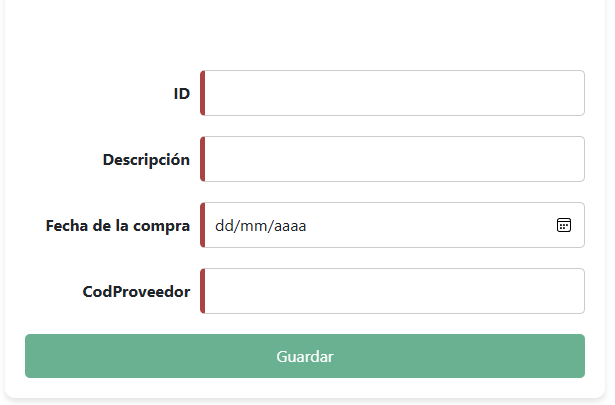 ID
Descripción
Fecha de la compra
dd/mm/aaaa
CodProveedor
Guardar